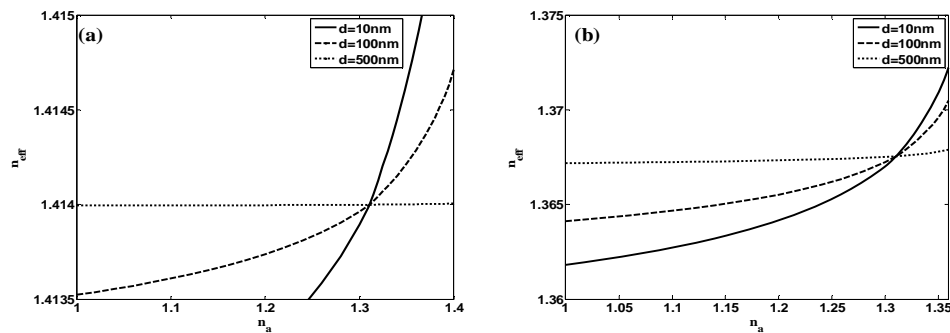 (a)
d=10nm
d=100nm
d=500nm
1.415
1.4145
1.414
1.4135
n_eff
1 1.1 1.2 1.3 1.4
n_a
(b)
d=10nm
d=100nm
d=500nm
1.375
1.37
1.365
1.36
n_eff
1 1.05 1.1 1.15 1.2 1.25 1.3 1.35
n_a